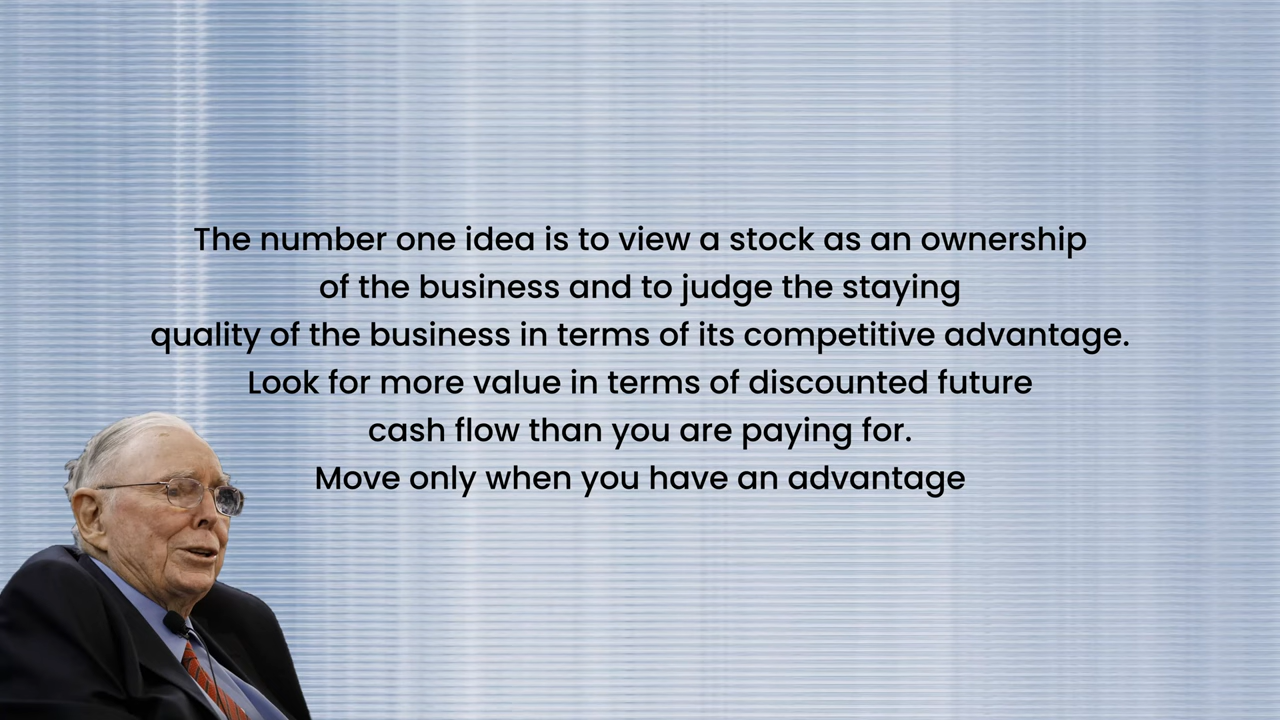 The number one idea is to view a stock as an ownership
of the business and to judge the staying
quality of the business in terms of its competitive advantage.
Look for more value in terms of discounted future
cash flow than you are paying for.
Move only when you have an advantage